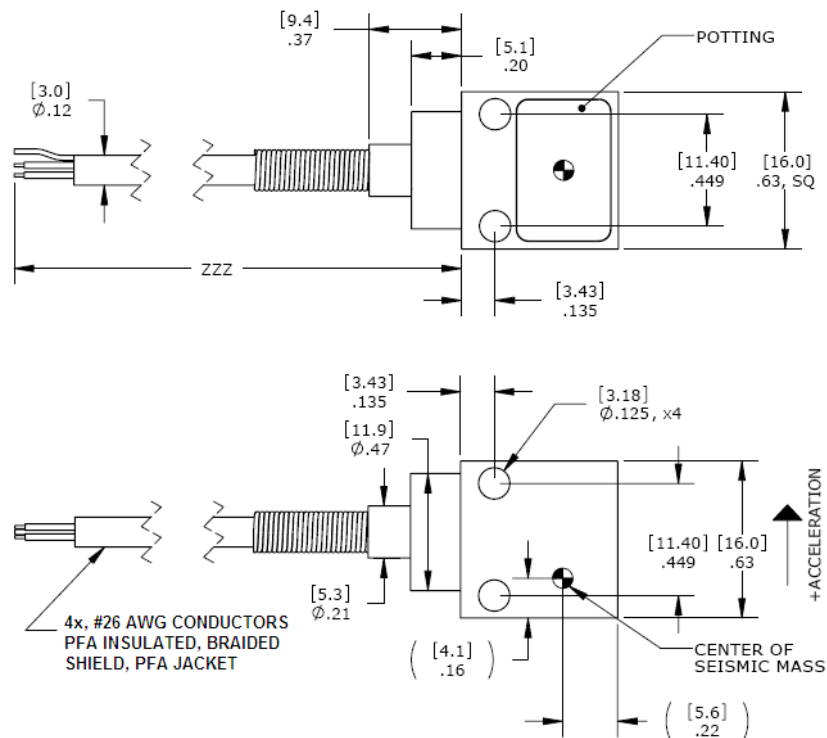 [9.4]
.37
[5.1]
.20
POTTING
[3.0]
Ø.12
[11.40]
.449
[16.0]
.63, SQ
ZZZ
[3.43]
.135
[3.43]
.135
[3.18]
Ø.125, x4
[11.9]
Ø.47
+ACCELERATION
[11.40]
.449
[16.0]
.63
[5.3]
Ø.21
4x, #26 AWG CONDUCTORS
PFA INSULATED, BRAIDED
SHIELD, PFA JACKET
( [4.1]
.16 )
CENTER OF
SEISMIC MASS
( [5.6]
.22 )